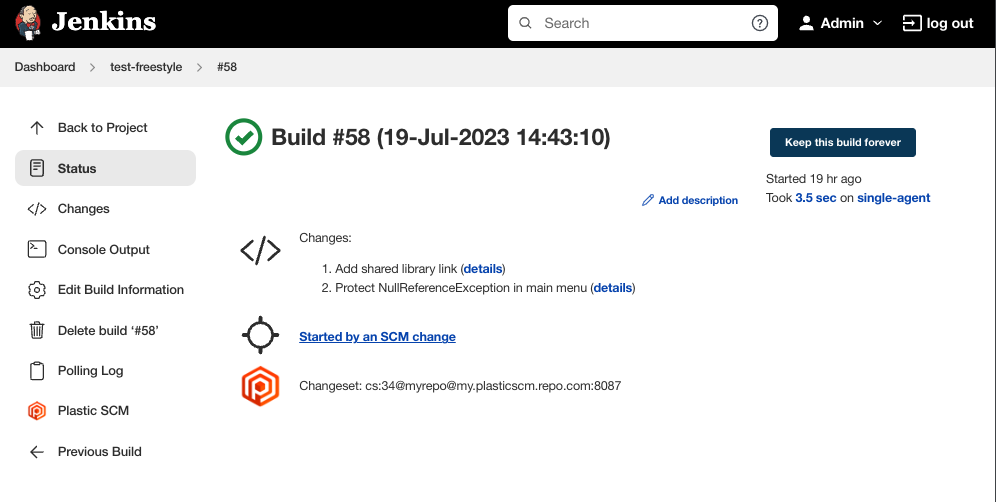 Jenkins
Search
Admin
log out
Dashboard > test-freestyle > #58
Back to Project
Status
Changes
Console Output
Edit Build Information
Delete build ‘#58’
Polling Log
Plastic SCM
Previous Build
Build #58 (19-Jul-2023 14:43:10)
Keep this build forever
Started 19 hr ago
Took 3.5 sec on single-agent
Add description
Changes:
1. Add shared library link (details)
2. Protect NullReferenceException in main menu (details)
Started by an SCM change
Changeset: cs:34@myrepo@my.plasticscm.repo.com:8087